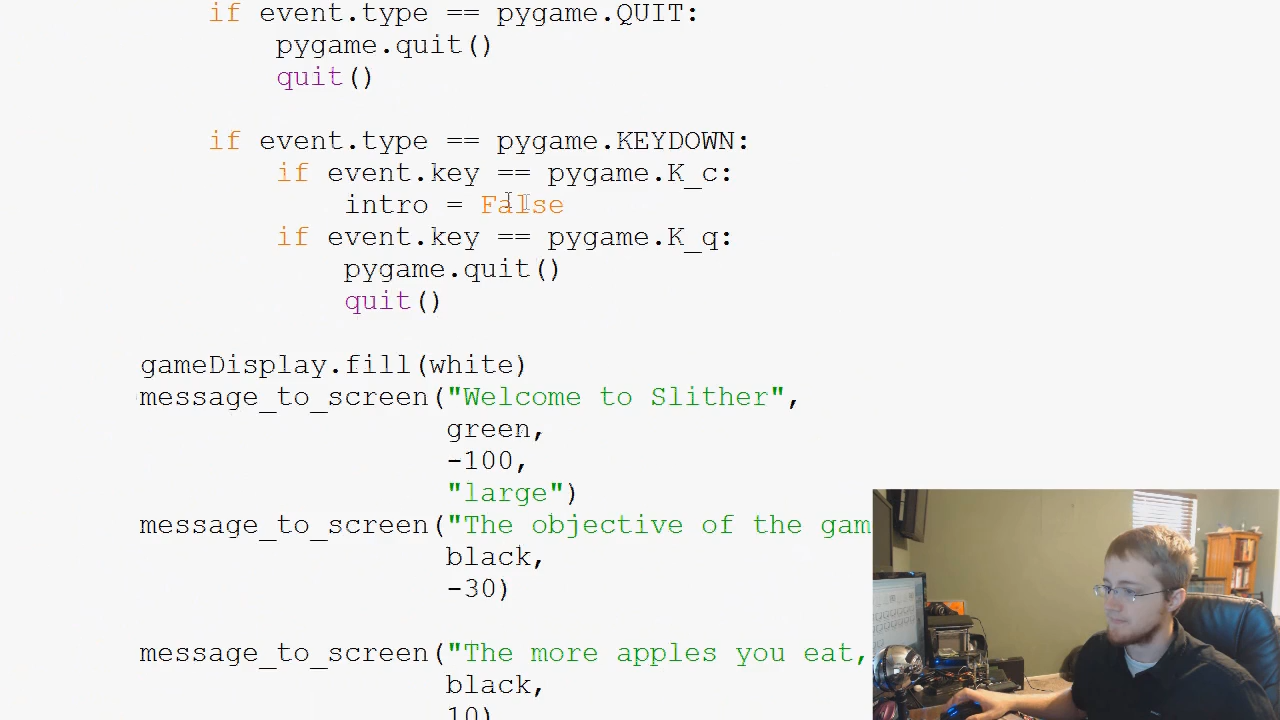 if event.type == pygame.QUIT:
pygame.quit()
quit()
if event.type == pygame.KEYDOWN:
if event.key == pygame.K_c:
intro = False
if event.key == pygame.K_q:
pygame.quit()
quit()
gameDisplay.fill(white)
message_to_screen("Welcome to Slither",
green,
-100,
"large")
message_to_screen("The objective of the gam
black,
-30)
message_to_screen("The more apples you eat,
black,
10)